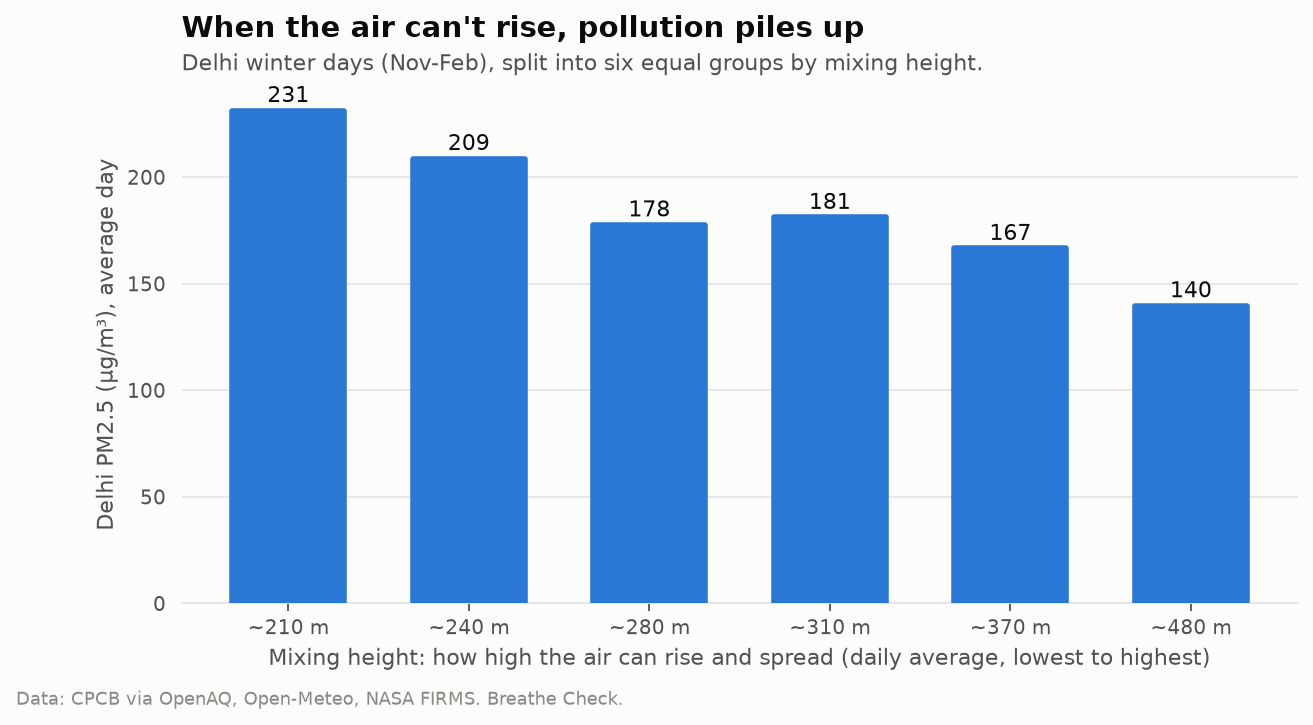 When the air can't rise, pollution piles up
Delhi winter days (Nov-Feb), split into six equal groups by mixing height.
231
209
178
181
167
140
Delhi PM2.5 (µg/m³), average day
200
150
100
50
0
~210 m
~240 m
~280 m
~310 m
~370 m
~480 m
Mixing height: how high the air can rise and spread (daily average, lowest to highest)
Data: CPCB via OpenAQ, Open-Meteo, NASA FIRMS. Breathe Check.